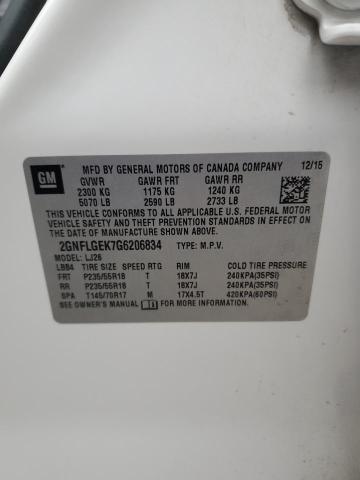 GM
MFD BY GENERAL MOTORS OF CANADA COMPANY 12/15
GVWR GAWR FRT GAWR RR
2300 KG 1175 KG 1240 KG
5070 LB 2590 LB 2733 LB
THIS VEHICLE CONFORMS TO ALL APPLICABLE U.S. FEDERAL MOTOR
VEHICLE SAFETY AND THEFT PREVENTION STANDARDS IN EFFECT
ON THE DATE OF MANUFACTURE SHOWN ABOVE.
2GNFLGEK7G6206834 TYPE: M.P.V.
MODEL: LJ26
LBB4 TIRE SIZE SPEED RTG RIM COLD TIRE PRESSURE
FRT P235/55R18 T 18X7J 240KPA(35PSI)
RR P235/55R18 T 18X7J 240KPA(35PSI)
SPA T145/70R17 M 17X4.5T 420KPA(60PSI)
SEE OWNER'S MANUAL FOR MORE INFORMATION.